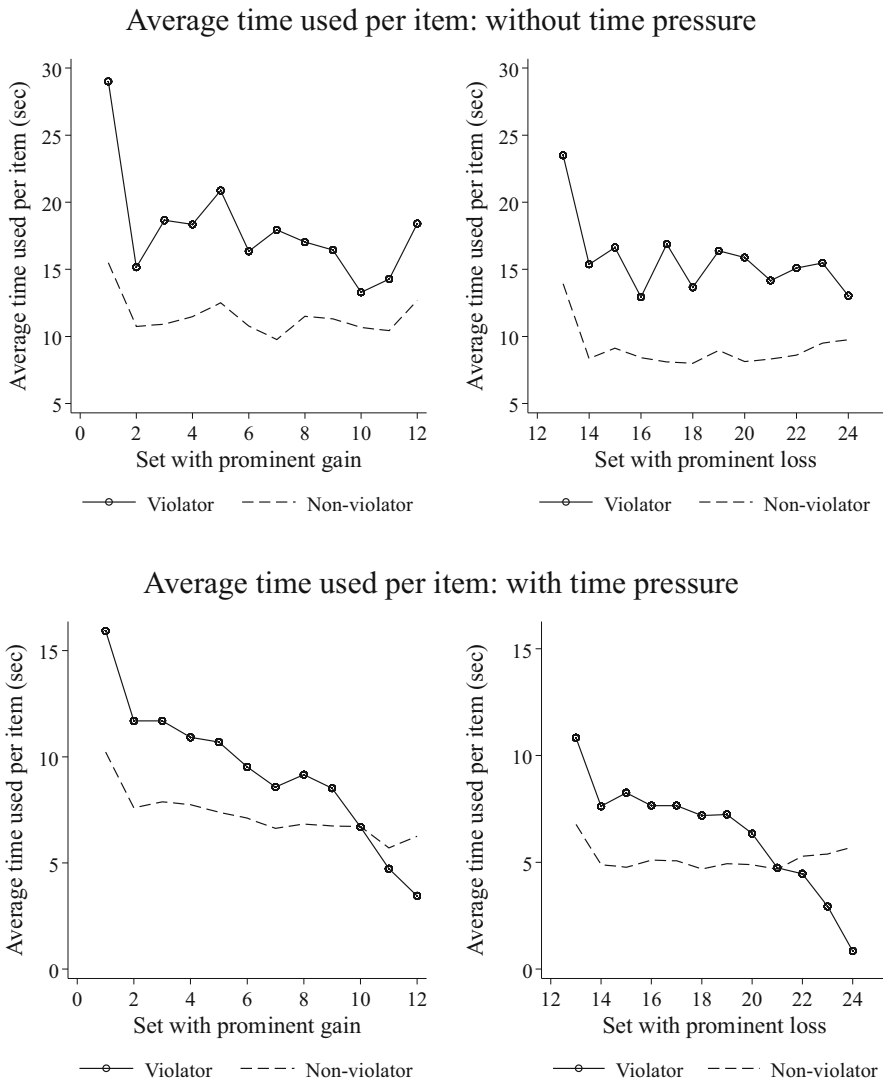 Average time used per item: without time pressure
Average time used per item (sec)
30
25
20
15
10
5
0 2 4 6 8 10 12
Set with prominent gain
Violator Non-violator
Average time used per item (sec)
30
25
20
15
10
5
12 14 16 18 20 22 24
Set with prominent loss
Violator Non-violator
Average time used per item: with time pressure
Average time used per item (sec)
15
10
5
0
0 2 4 6 8 10 12
Set with prominent gain
Violator Non-violator
Average time used per item (sec)
15
10
5
0
12 14 16 18 20 22 24
Set with prominent loss
Violator Non-violator